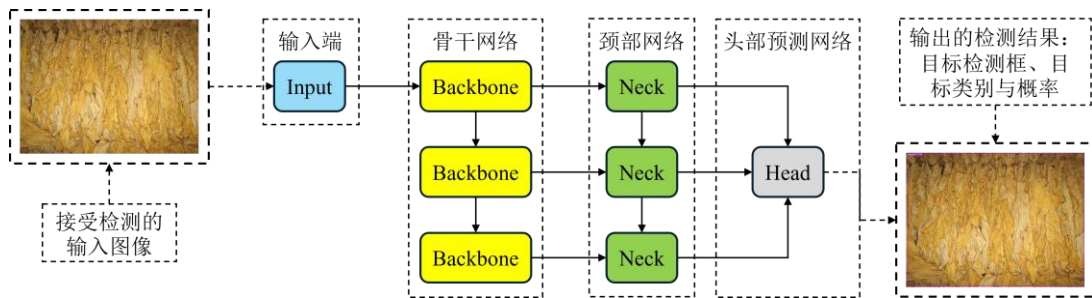 输入端
骨干网络
颈部网络
头部预测网络
输出的检测结果：
目标检测框、目
标类别与概率
Input
Backbone
Neck
Backbone
Neck
Head
Backbone
Neck
接受检测的
输入图像